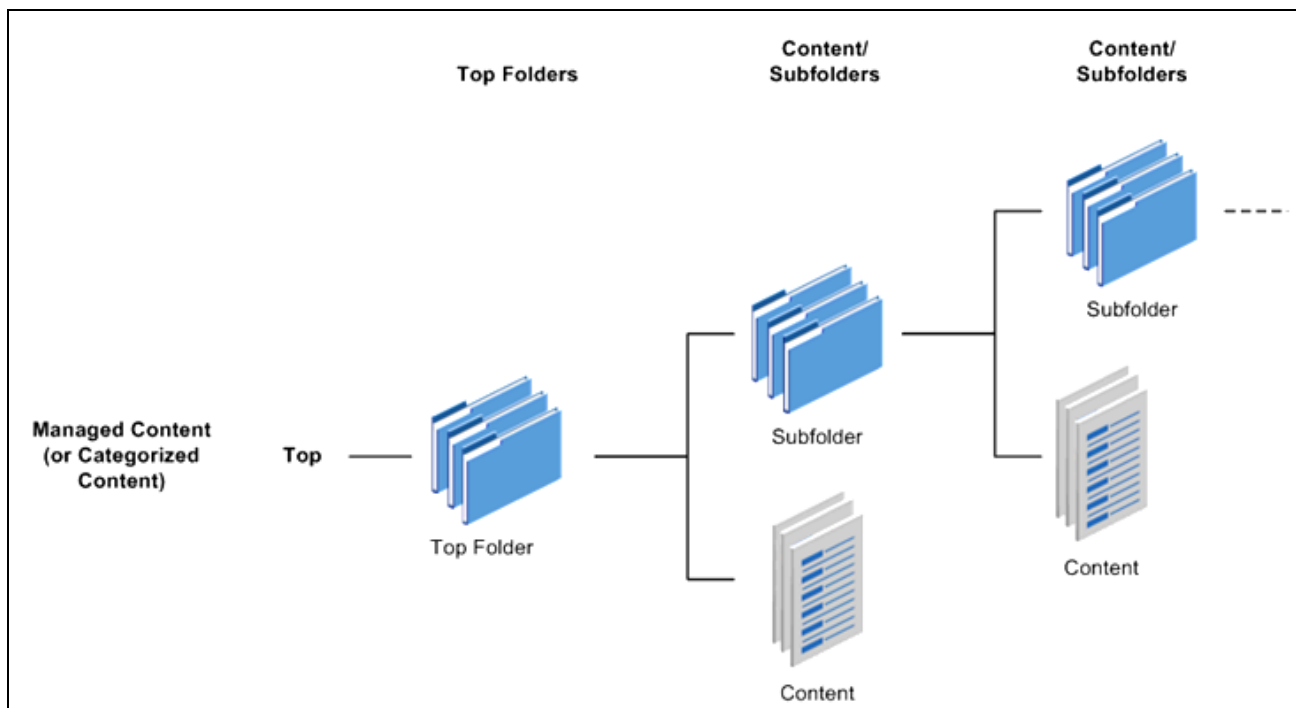 Top Folders
Content/
Subfolders
Content/
Subfolders
Subfolder
Subfolder
Managed Content
(or Categorized
Content)
Top
Top Folder
Content
Content